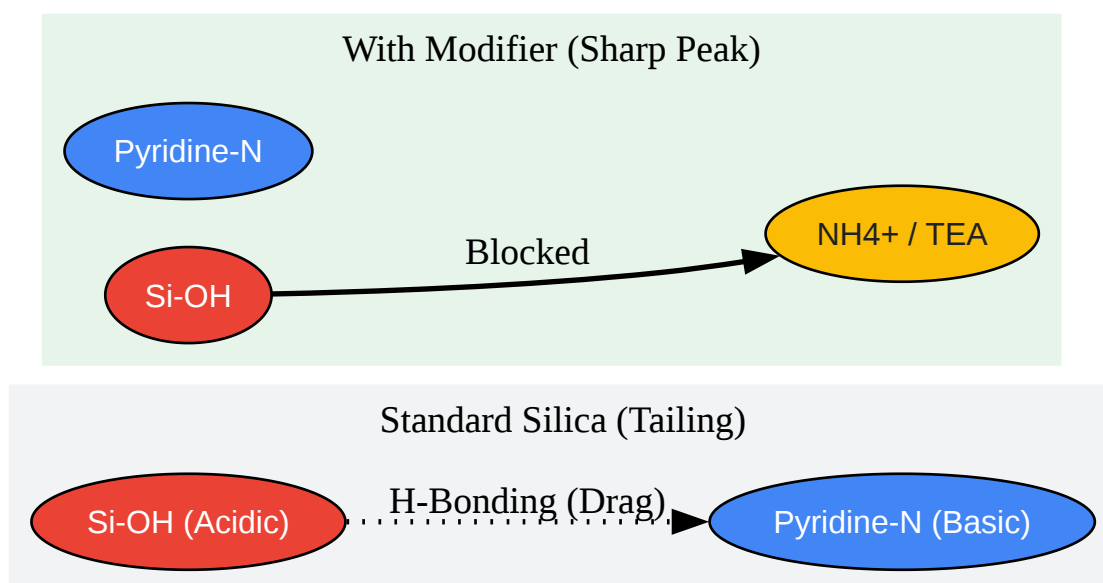 With Modifier (Sharp Peak)
Pyridine-N
NH4+ / TEA
Blocked
Si-OH
Standard Silica (Tailing)
Si-OH (Acidic)
H-Bonding (Drag)
Pyridine-N (Basic)